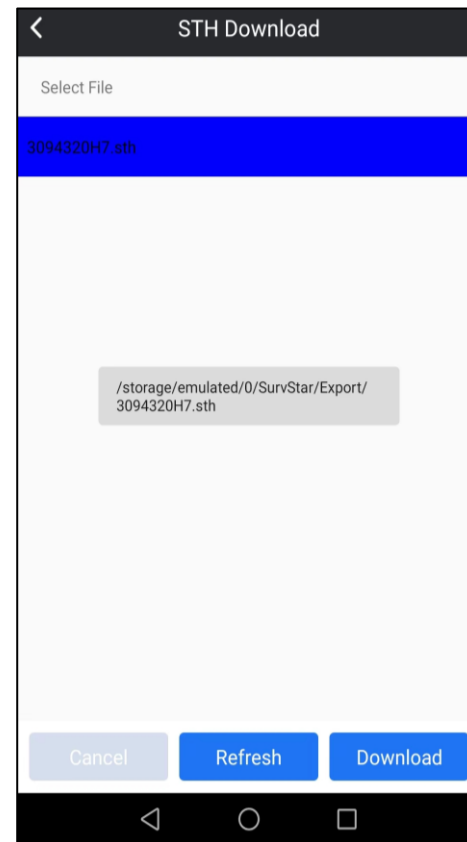 STH Download
Select File
3094320H7.sth
/storage/emulated/0/SurvStar/Export/
3094320H7.sth
Cancel
Refresh
Download